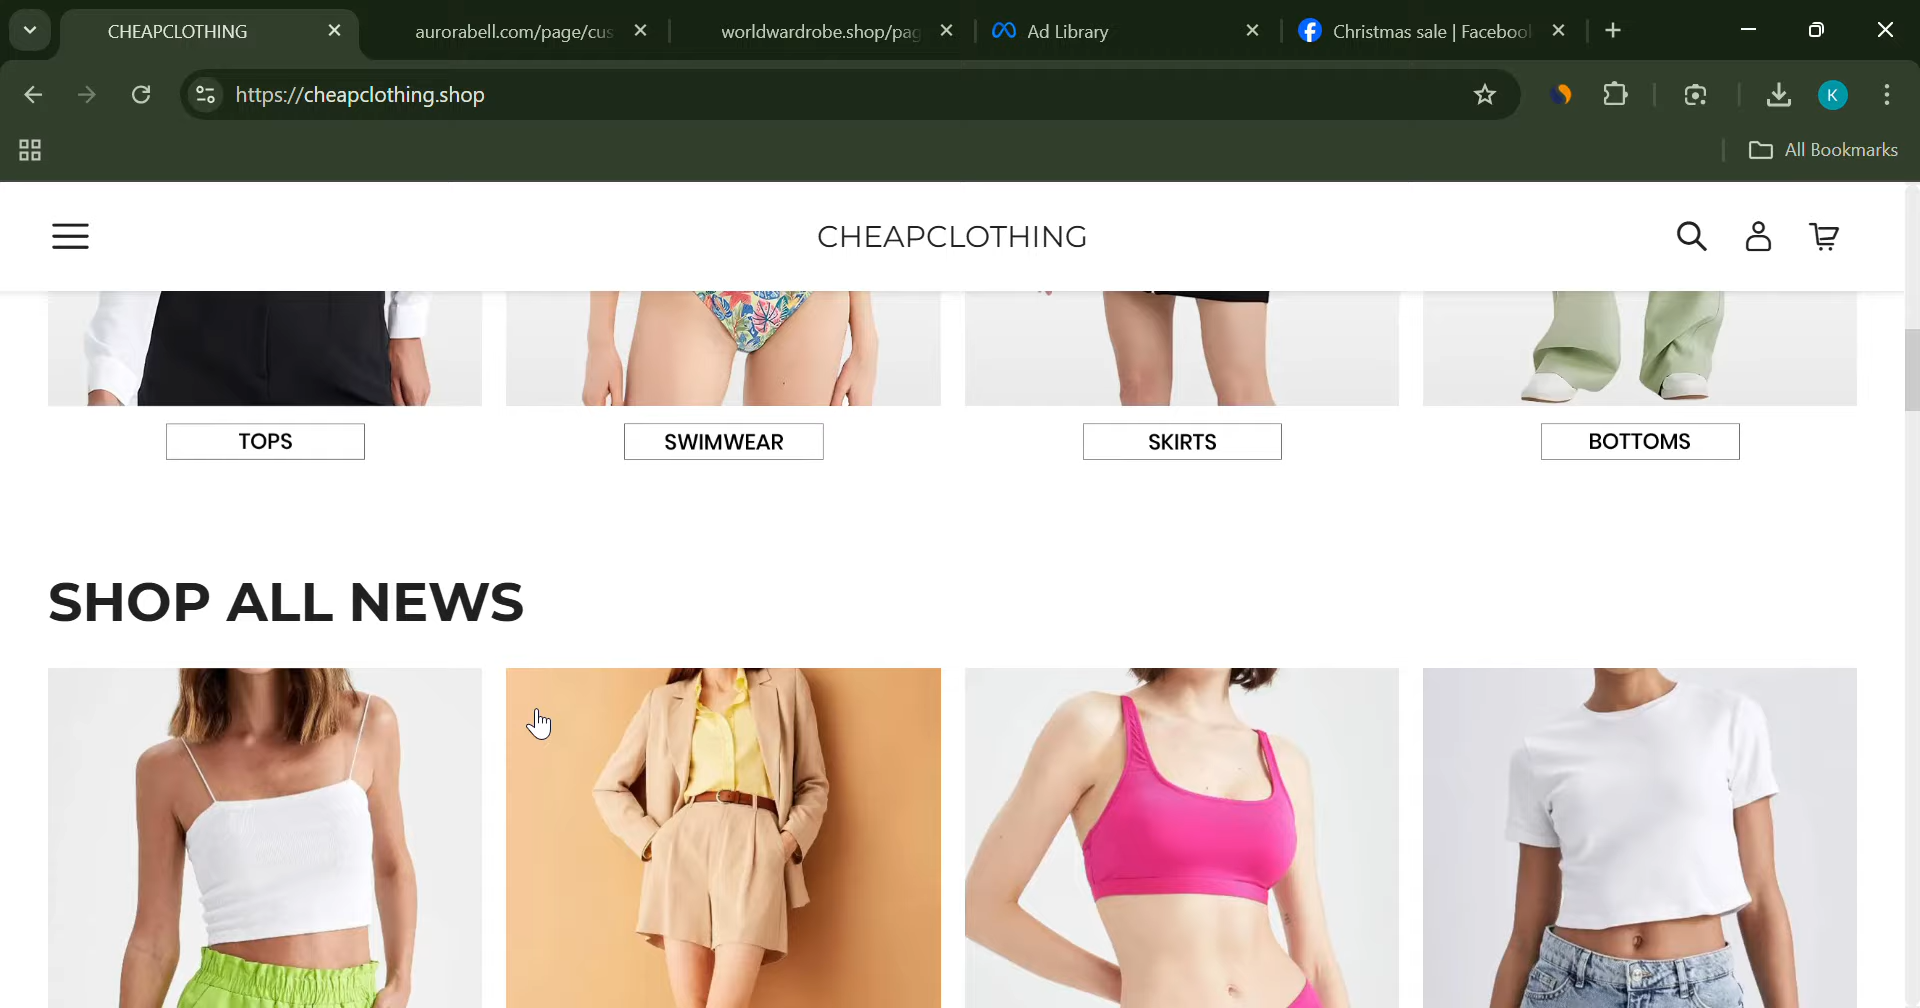 CHEAPCLOTHING
aurorabell.com/page/cus
worldwardrobe.shop/pag
Ad Library
Christmas sale | Faceboo
https://cheapclothing.shop
K
All Bookmarks
CHEAPCLOTHING
TOPS
SWIMWEAR
SKIRTS
BOTTOMS
SHOP ALL NEWS